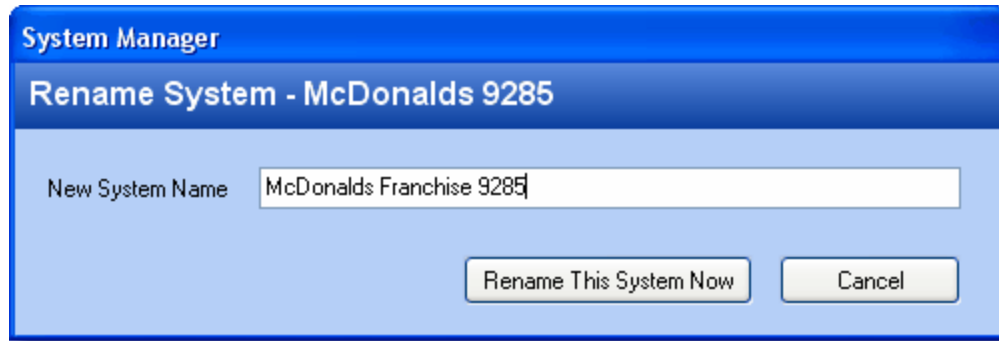 System Manager
Rename System - McDonalds 9285
New System Name McDonalds Franchise 9285
Rename This System Now Cancel